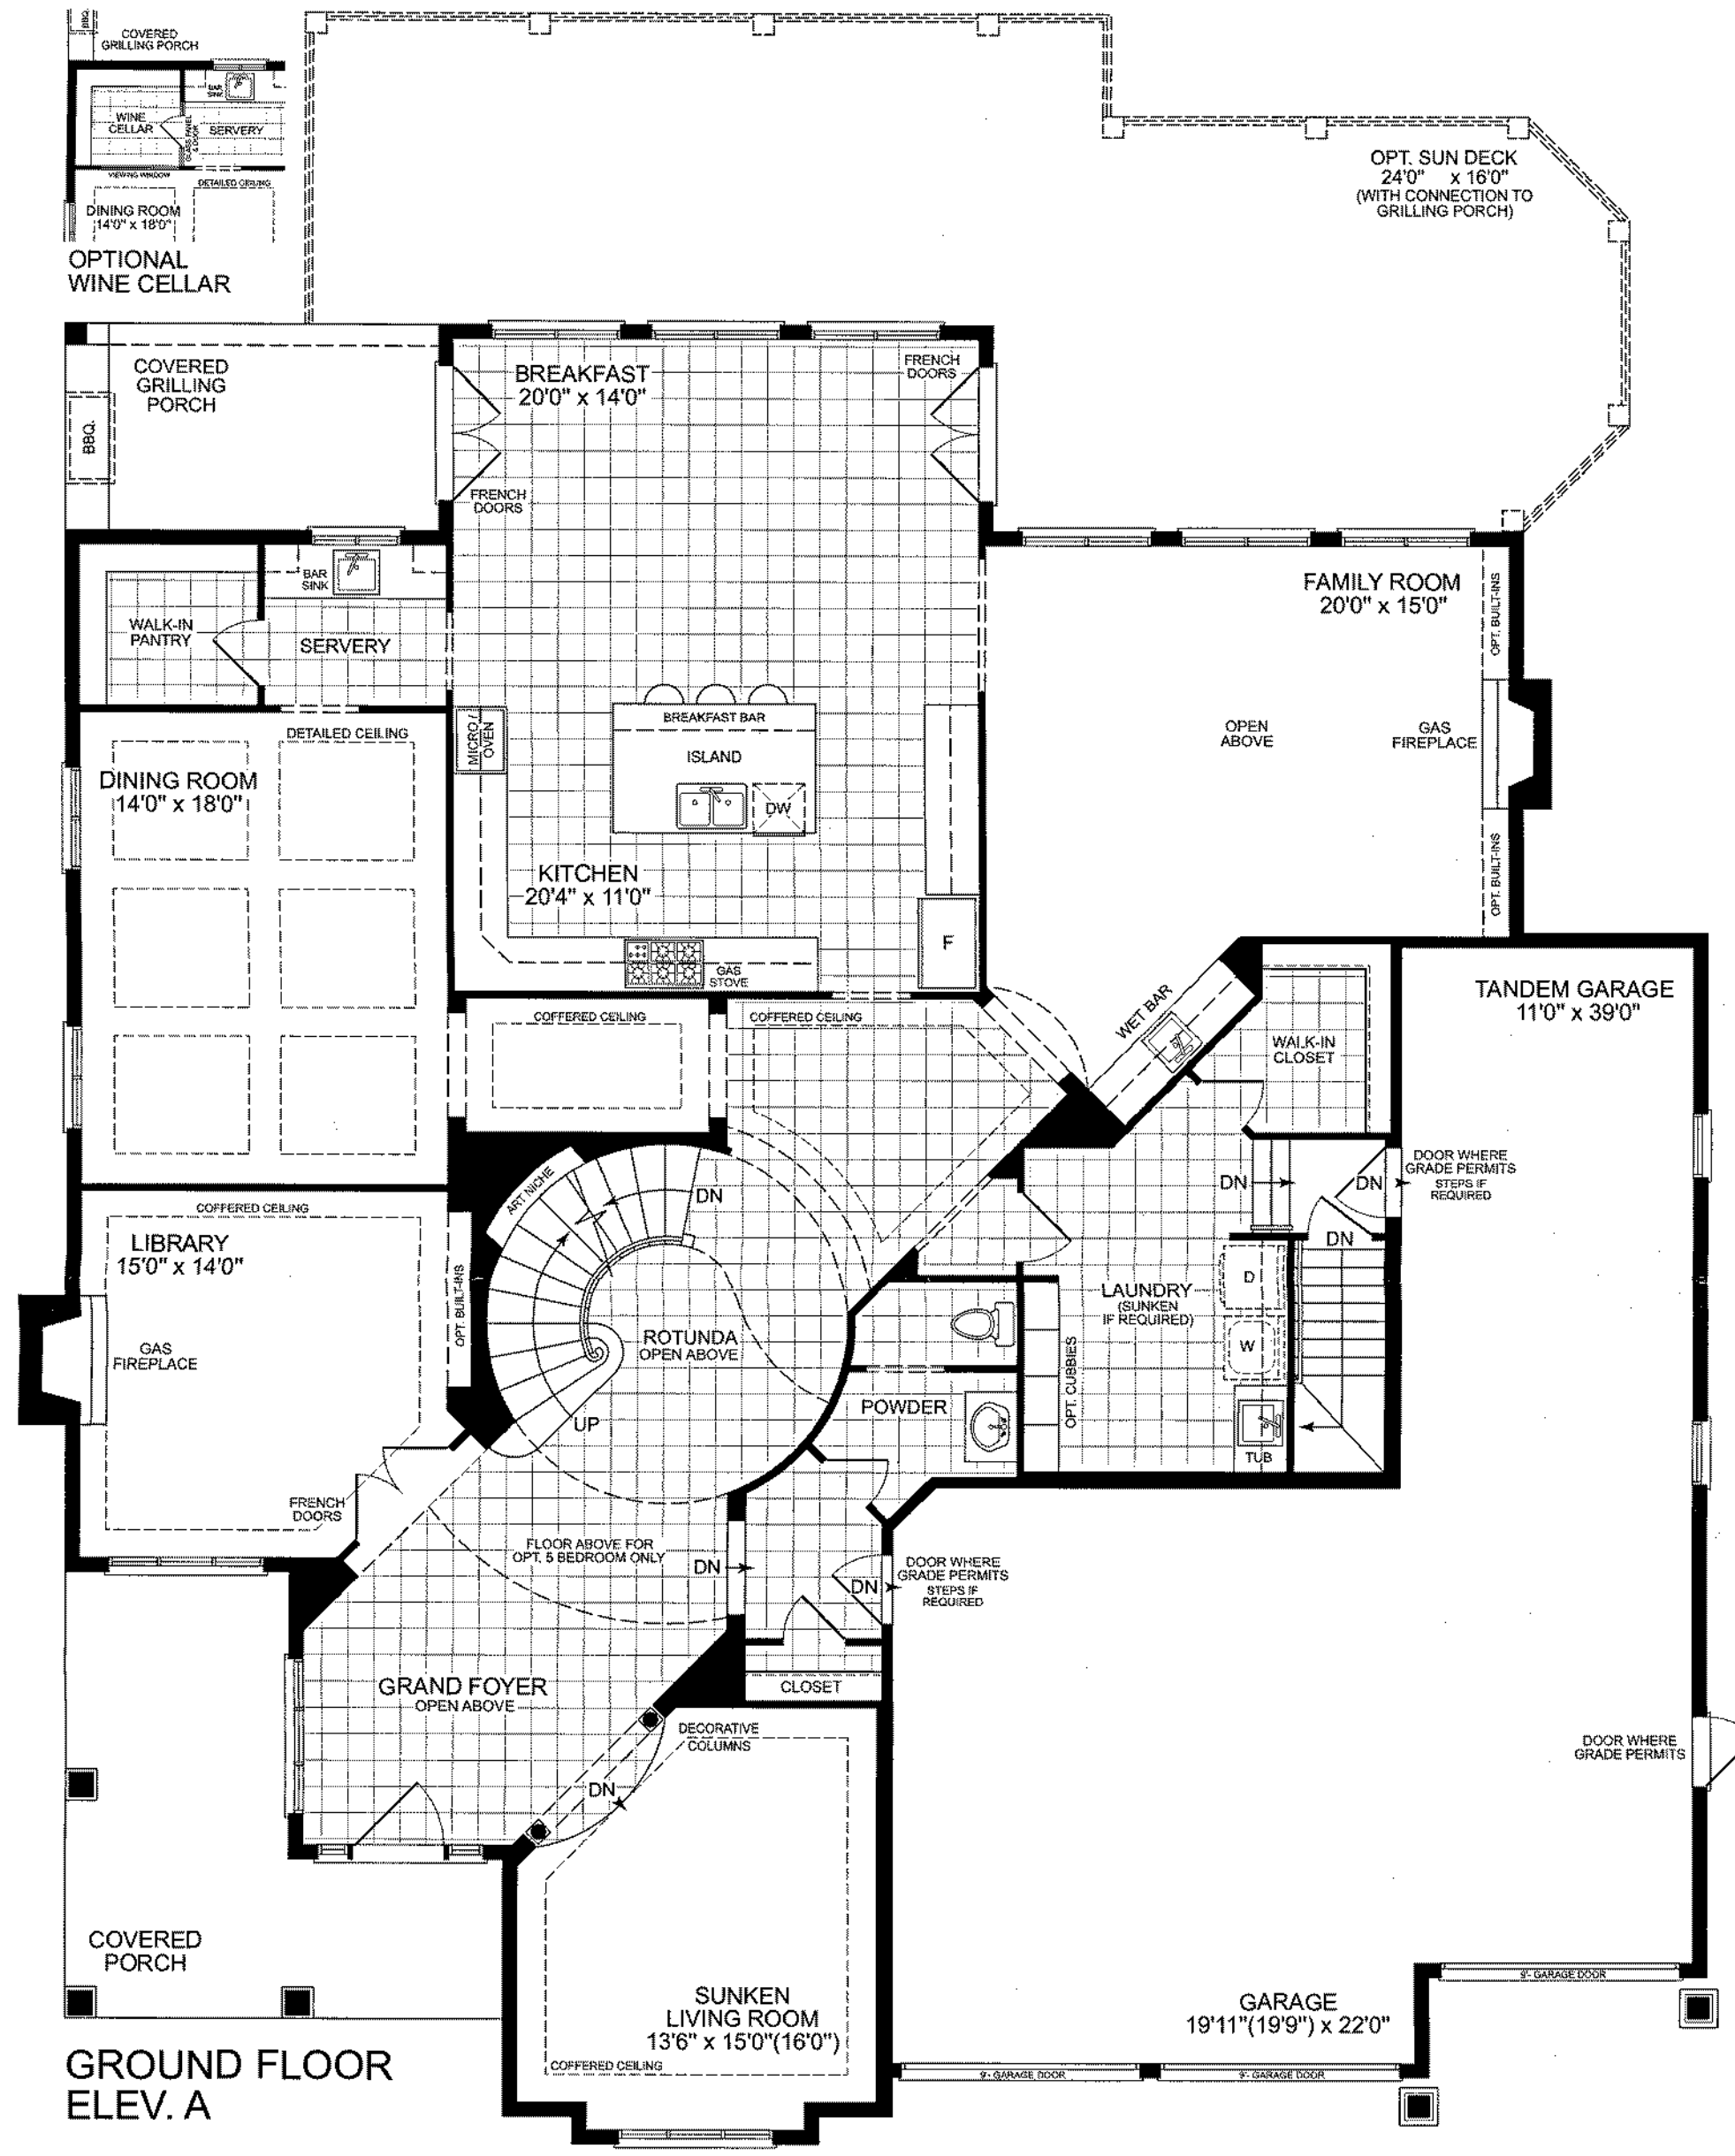 BBQ.
COVERED
GRILLING PORCH
BAR
SINK
WINE
CELLAR
GLASS PANEL
& DOOR
SERVERY
VIEWING WINDOW
DETAILED CEILING
DINING ROOM
14'0" x 18'0"
OPTIONAL
WINE CELLAR
OPT. SUN DECK
24'0" x 16'0"
(WITH CONNECTION TO
GRILLING PORCH)
COVERED
GRILLING
PORCH
BBQ.
BREAKFAST
20'0" x 14'0"
FRENCH
DOORS
FRENCH
DOORS
BAR
SINK
WALK-IN
PANTRY
SERVERY
FAMILY ROOM
20'0" x 15'0"
OPT. BUILT-INS
OPEN
ABOVE
GAS
FIREPLACE
OPT. BUILT-INS
MICRO /
OVEN
BREAKFAST BAR
ISLAND
DW
KITCHEN
20'4" x 11'0"
GAS
STOVE
F
DETAILED CEILING
DINING ROOM
14'0" x 18'0"
COFFERED CEILING
COFFERED CEILING
WET BAR
WALK-IN
CLOSET
TANDEM GARAGE
11'0" x 39'0"
DOOR WHERE
GRADE PERMITS
STEPS IF
REQUIRED
DN
DN
DN
ART NICHE
DN
COFFERED CEILING
LIBRARY
15'0" x 14'0"
OPT. BUILT-INS
GAS
FIREPLACE
FRENCH
DOORS
ROTUNDA
OPEN ABOVE
UP
LAUNDRY
(SUNKEN
IF REQUIRED)
D
W
TUB
OPT. CUBBIES
POWDER
FLOOR ABOVE FOR
OPT. 5 BEDROOM ONLY
DN
DN
DOOR WHERE
GRADE PERMITS
STEPS IF
REQUIRED
CLOSET
GRAND FOYER
OPEN ABOVE
DECORATIVE
COLUMNS
DN
DOOR WHERE
GRADE PERMITS
COVERED
PORCH
SUNKEN
LIVING ROOM
13'6" x 15'0"(16'0")
COFFERED CEILING
GARAGE
19'11"(19'9") x 22'0"
9'- GARAGE DOOR
9'- GARAGE DOOR
9'- GARAGE DOOR
GROUND FLOOR
ELEV. A